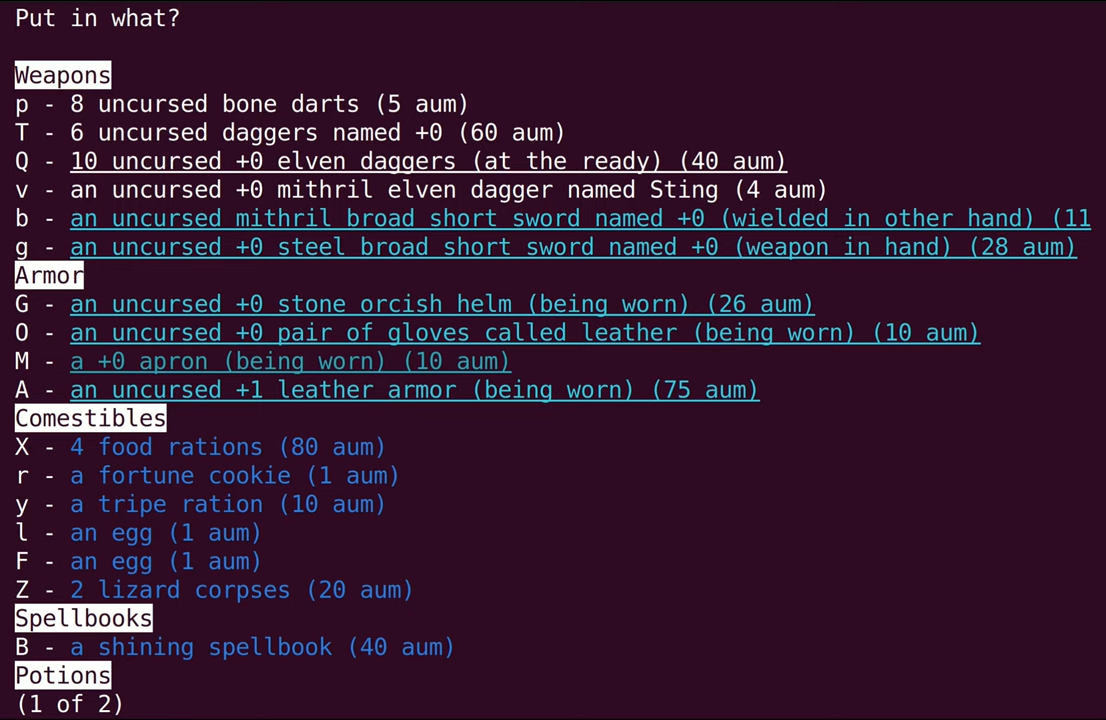 Put in what?
Weapons
p - 8 uncursed bone darts (5 aum)
T - 6 uncursed daggers named +0 (60 aum)
Q - 10 uncursed +0 elven daggers (at the ready) (40 aum)
v - an uncursed +0 mithril elven dagger named Sting (4 aum)
b - an uncursed mithril broad short sword named +0 (wielded in other hand) (11
g - an uncursed +0 steel broad short sword named +0 (weapon in hand) (28 aum)
Armor
G - an uncursed +0 stone orcish helm (being worn) (26 aum)
O - an uncursed +0 pair of gloves called leather (being worn) (10 aum)
M - a +0 apron (being worn) (10 aum)
A - an uncursed +1 leather armor (being worn) (75 aum)
Comestibles
X - 4 food rations (80 aum)
r - a fortune cookie (1 aum)
y - a tripe ration (10 aum)
l - an egg (1 aum)
F - an egg (1 aum)
Z - 2 lizard corpses (20 aum)
Spellbooks
B - a shining spellbook (40 aum)
Potions
(1 of 2)